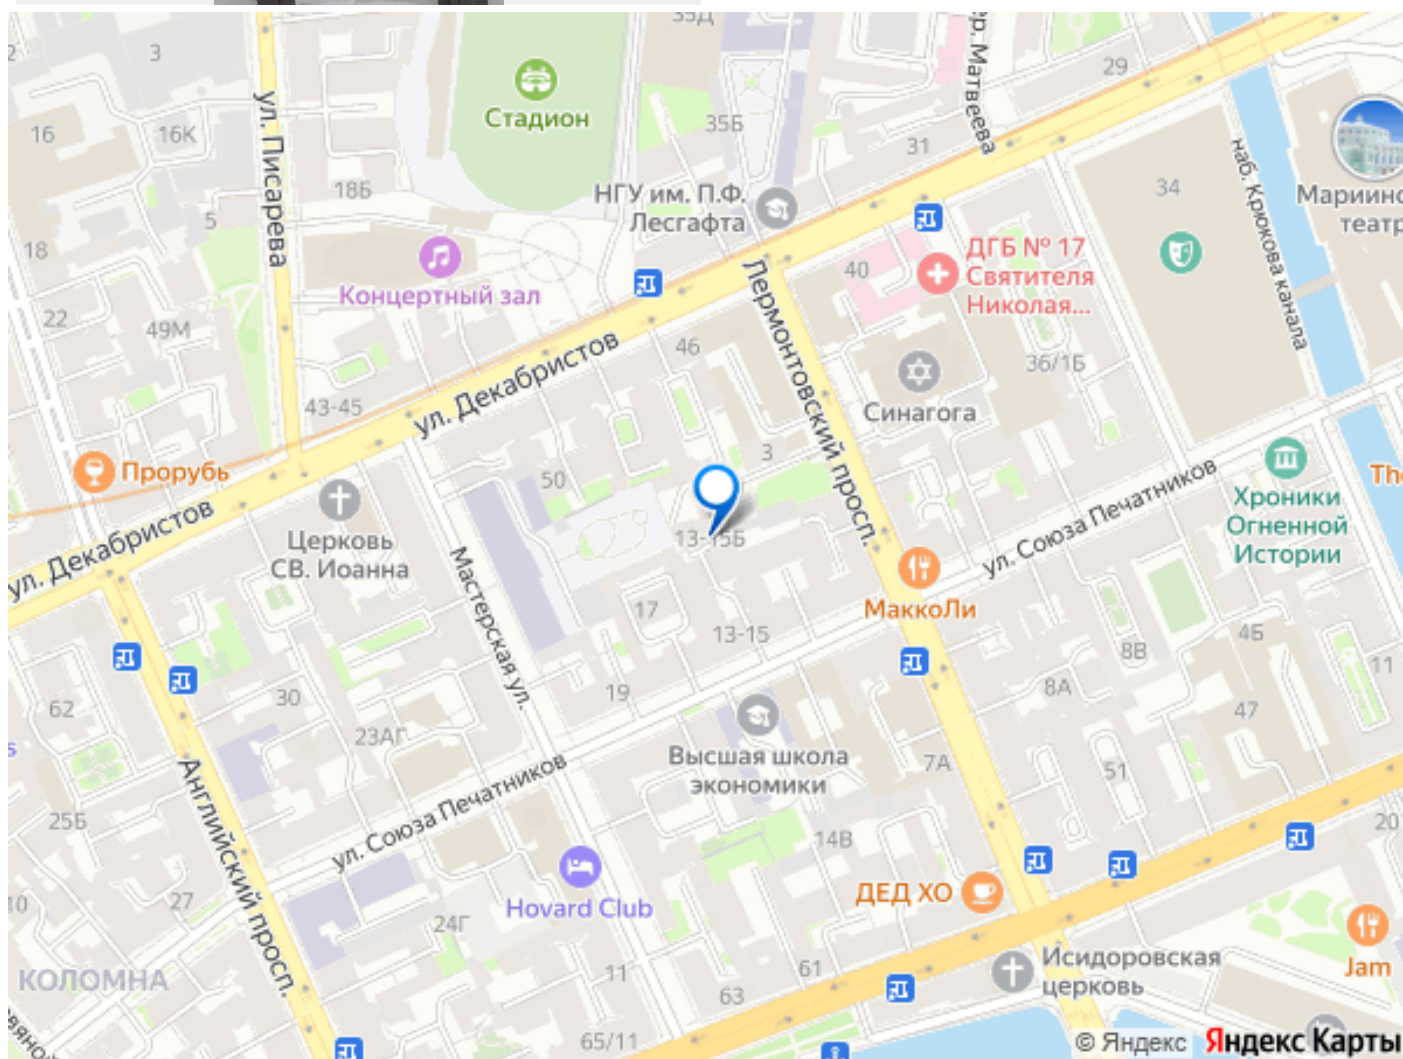 35Д
пер. Матвеева
29
2
3
ул. Писарева
Стадион
16
16К
35Б
31
наб. Крюкова канала
18Б
НГУ им. П.Ф.
Лесгафта
34
Мариинс
театр
5
18
ДГБ № 17
Святителя
Николая...
40
Концертный зал
Лермонтовский просп.
22
49М
46
36/1Б
ул. Декабристов
Синагога
43-45
3
Прорубь
50
The
Хроники
Огненной
Истории
ул. Декабристов
Церковь
СВ. Иоанна
13-15Б
ул. Союза Печатников
МаккоЛи
Мастерская ул.
17
13-15
4Б
8В
11
62
30
19
8А
47
23АГ
Высшая школа
экономики
7А
51
s
Английский просп.
ул. Союза Печатников
25Б
14В
20
10
27
Hovard Club
ДЕД ХО
24Г
Исидоровская
церковь
Jam
КОЛОМНА
11
61
63
65/11
© Яндекс Яндекс Карты